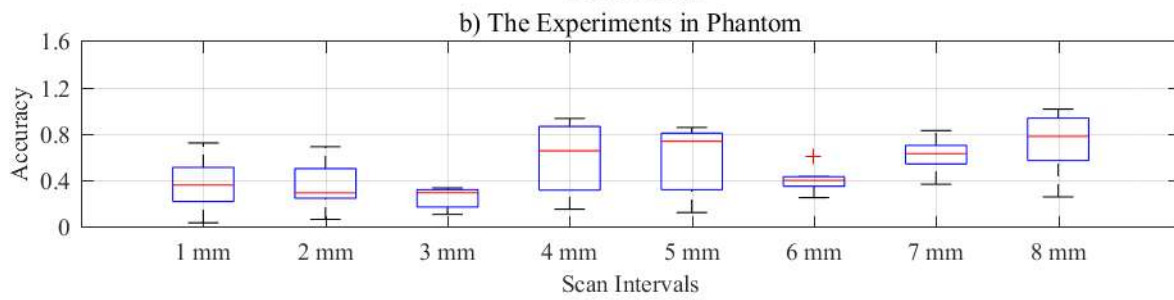 b) The Experiments in Phantom
1.6
1.2
0.8
0.4
0
Accuracy
1 mm 2 mm 3 mm 4 mm 5 mm 6 mm 7 mm 8 mm
Scan Intervals